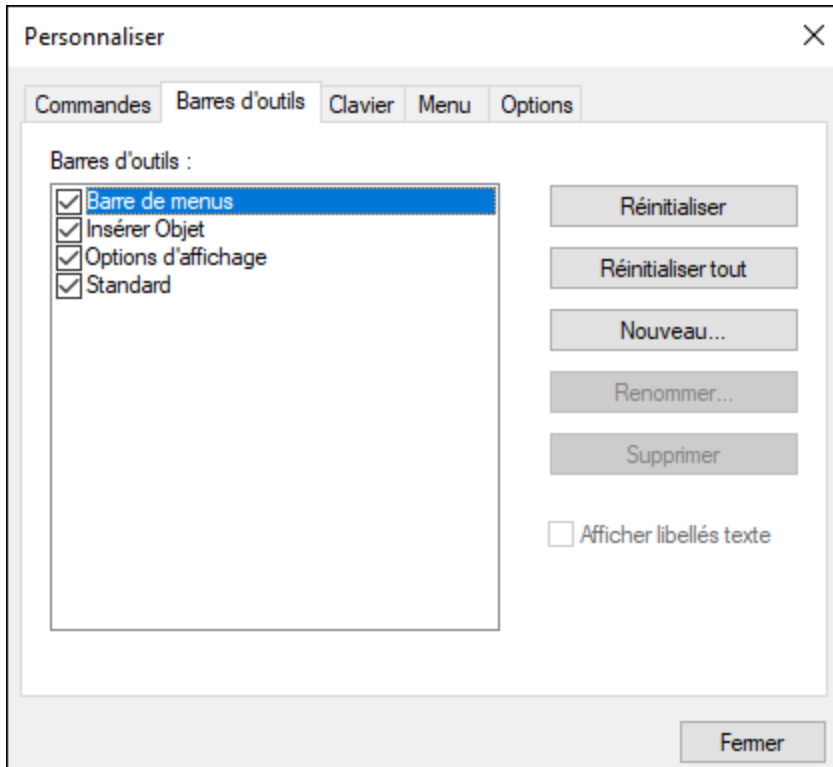 Personnaliser
Commandes Barres d'outils Clavier Menu Options
Barres d'outils :
Barre de menus
Insérer Objet
Options d'affichage
Standard
Réinitialiser
Réinitialiser tout
Nouveau...
Renommer...
Supprimer
Afficher libellés texte
Fermer